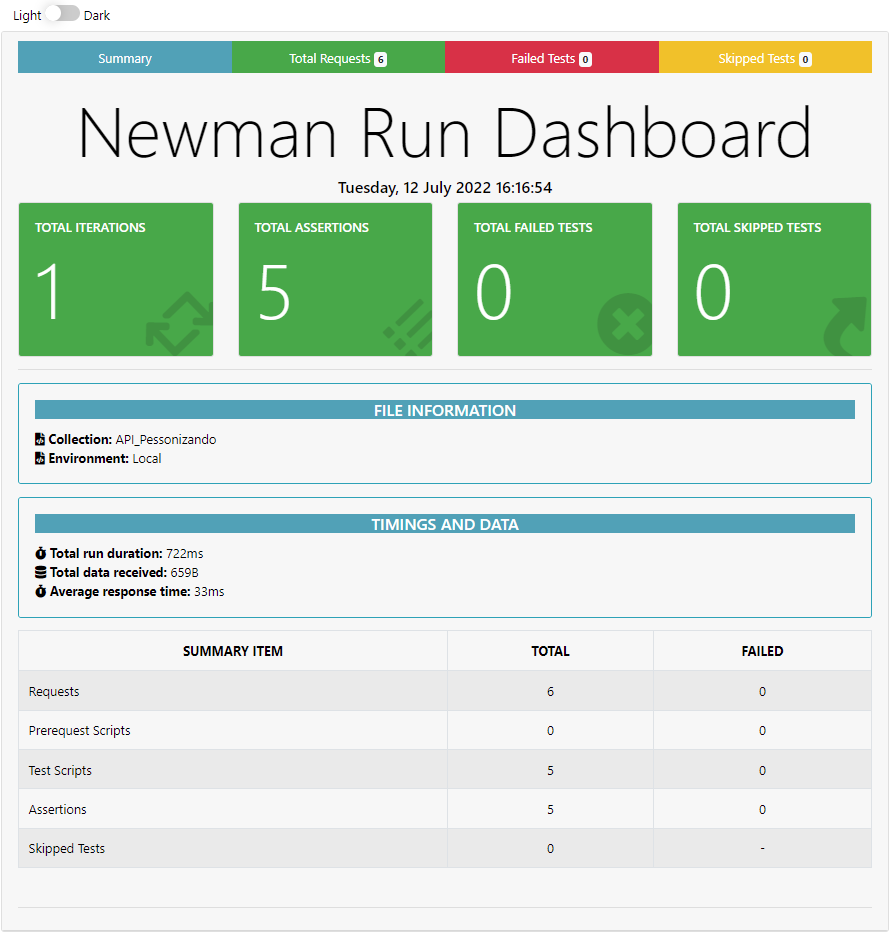 Light Dark
Summary Total Requests 6 Failed Tests 0 Skipped Tests 0
Newman Run Dashboard
Tuesday, 12 July 2022 16:16:54
TOTAL ITERATIONS TOTAL ASSERTIONS TOTAL FAILED TESTS TOTAL SKIPPED TESTS
1 5 0 0
FILE INFORMATION
Collection: API_Pessonizando
Environment: Local
TIMINGS AND DATA
Total run duration: 722ms
Total data received: 659B
Average response time: 33ms
SUMMARY ITEM TOTAL FAILED
Requests 6 0
Prerequest Scripts 0 0
Test Scripts 5 0
Assertions 5 0
Skipped Tests 0 -